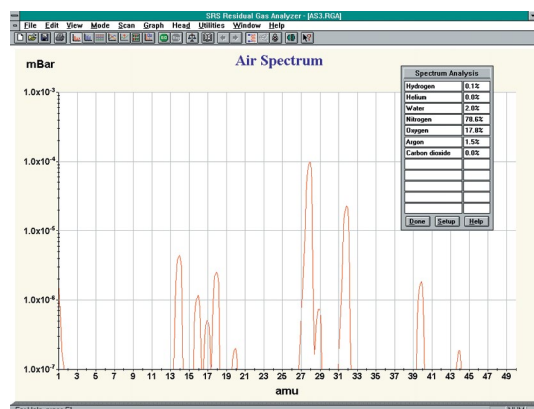 SRS Residual Gas Analyzer - [AS3.RGA]
File Edit View Mode Scan Graph Head Utilities Window Help
Air Spectrum
mBar
Spectrum Analysis
Hydrogen 0.1%
Helium 0.0%
Water 2.0%
Nitrogen 78.6%
Oxygen 17.8%
Argon 1.5%
Carbon dioxide 0.0%
Done Setup Help
1.0x10-3
1.0x10-4
1.0x10-5
1.0x10-6
1.0x10-7
1 3 5 7 9 11 13 15 17 19 21 23 25 27 29 31 33 35 37 39 41 43 45 47 49
amu